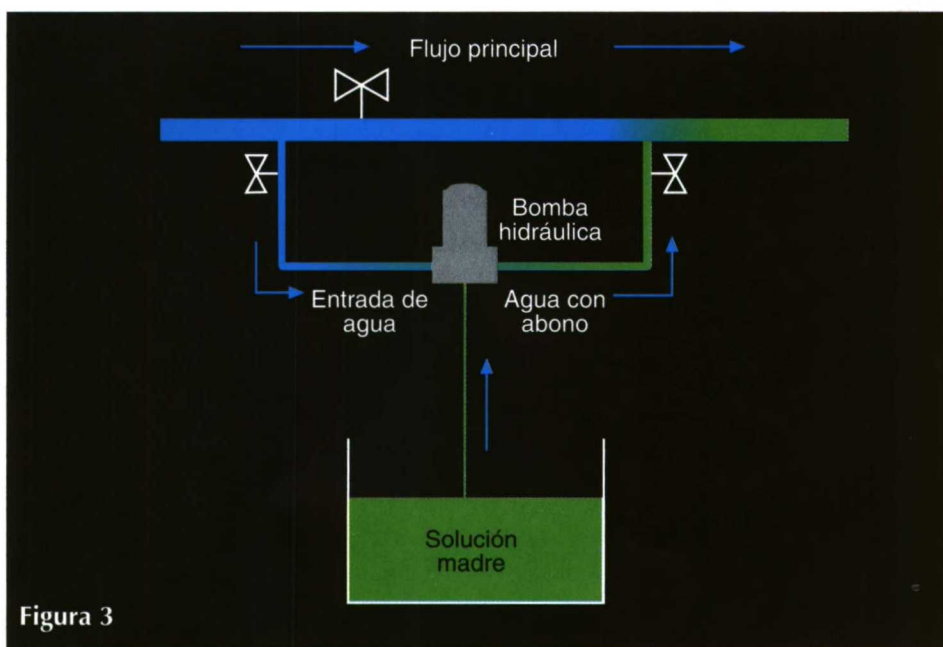 Flujo principal
Bomba
hidráulica
Entrada de
agua
Agua con
abono
Solución
madre
Figura 3